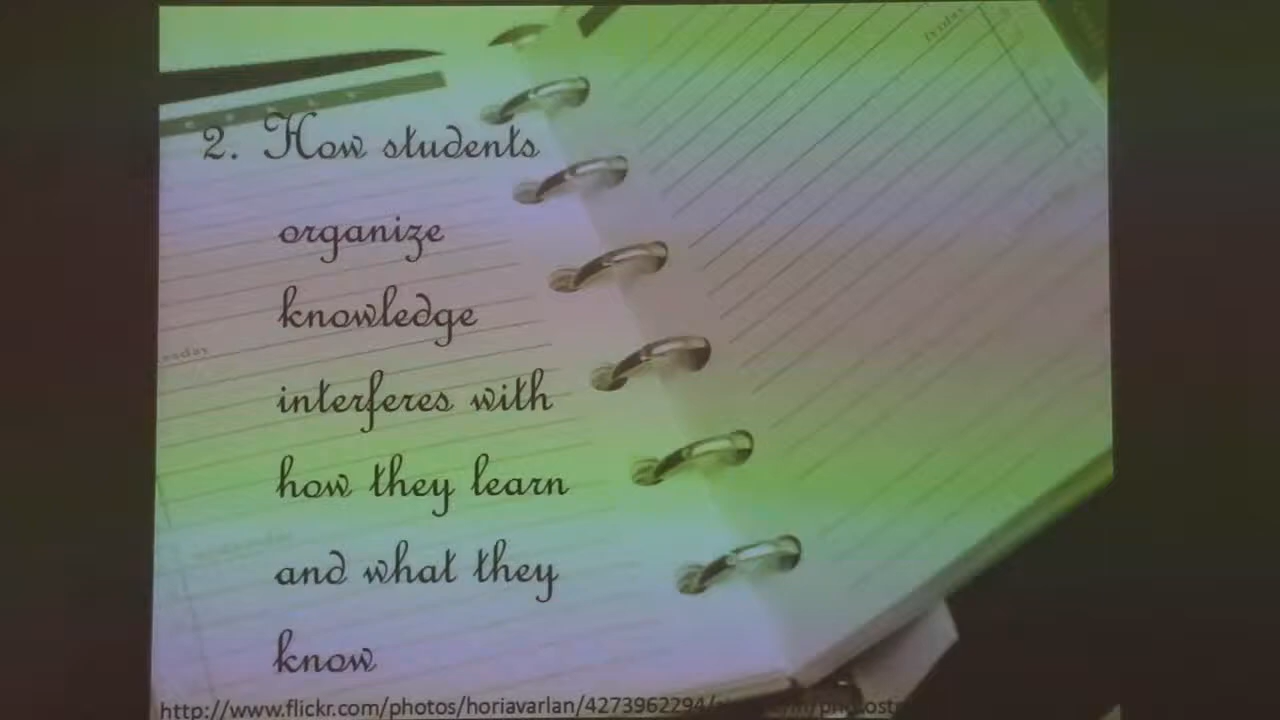 2. How students
organize
knowledge
interferes with
how they learn
and what they
know
friday
http://www.flickr.com/photos/horiavarlan/4273962294/